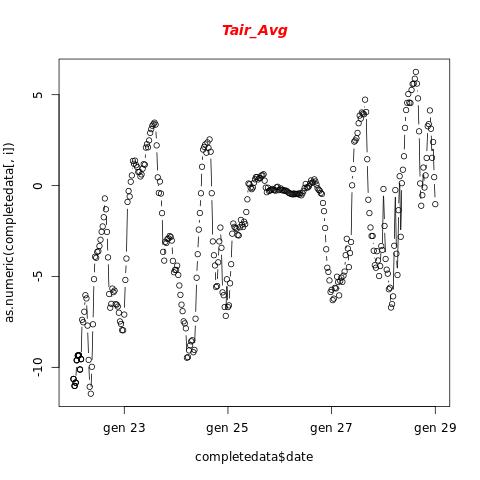 Tair_Avg
as.numeric(completedata[, i])
5
0
-5
-10
gen 23
gen 25
gen 27
gen 29
completedata$date